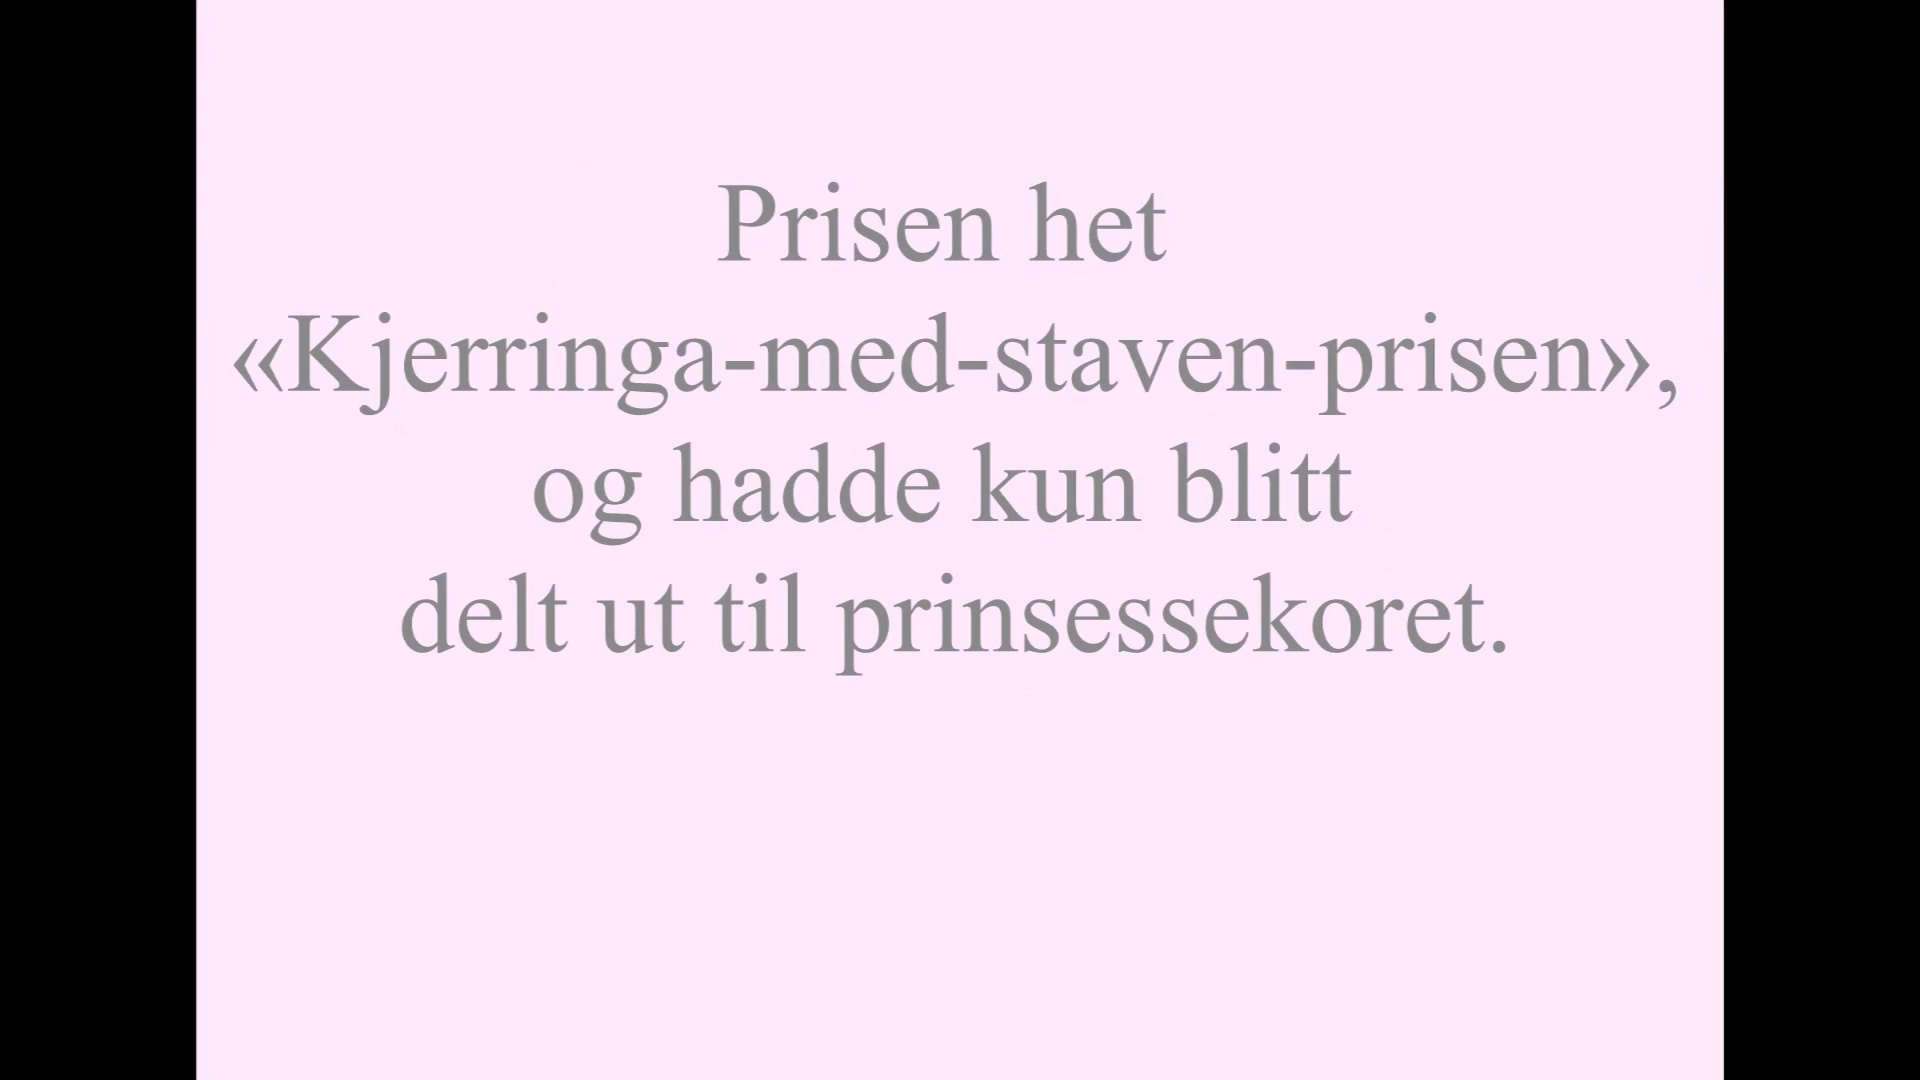 Prisen het
«Kjerringa-med-staven-prisen»,
og hadde kun blitt
delt ut til prinsessekoret.